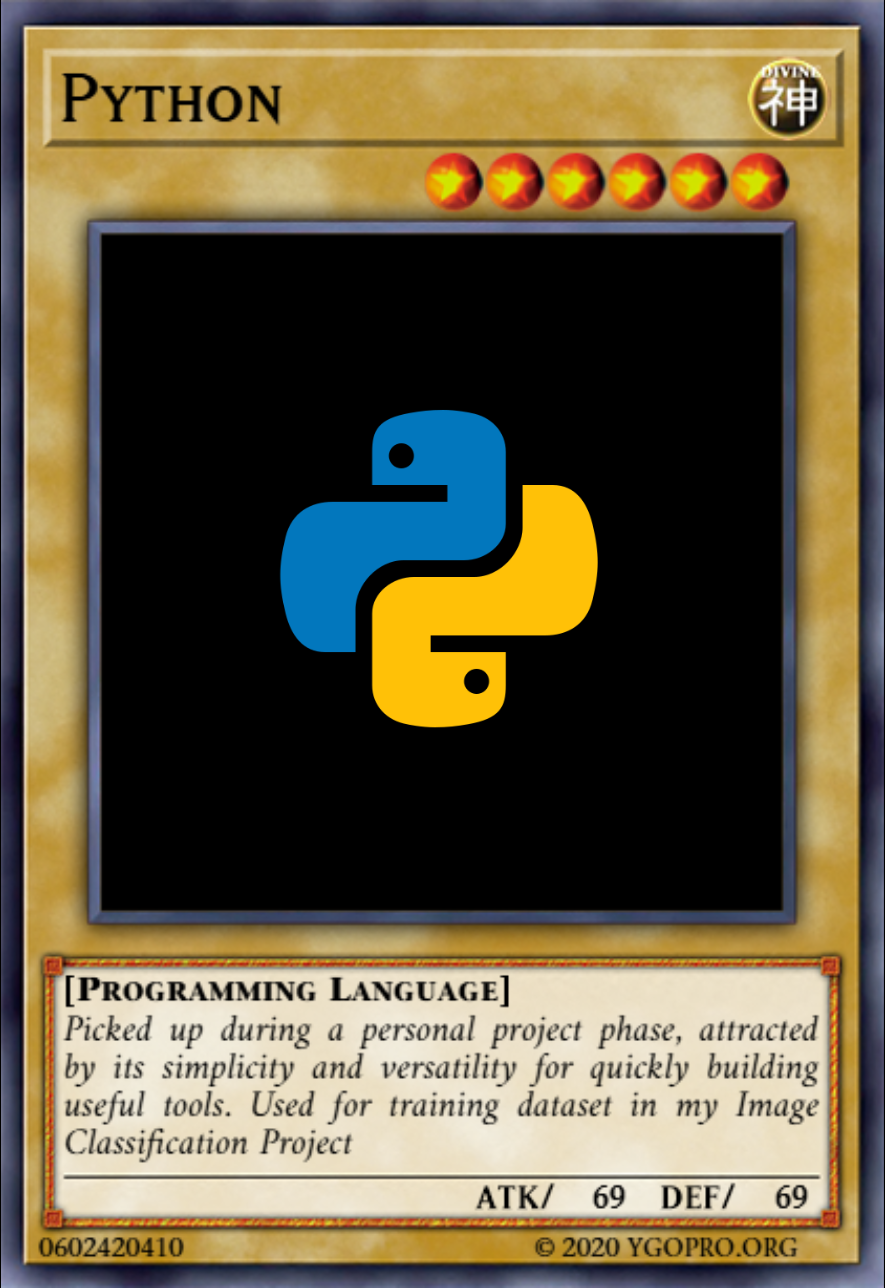 Python
DIVINE
神
[Programming Language]
Picked up during a personal project phase, attracted
by its simplicity and versatility for quickly building
useful tools. Used for training dataset in my Image
Classification Project
ATK/ 69 DEF/ 69
0602420410 © 2020 YGOPRO.ORG